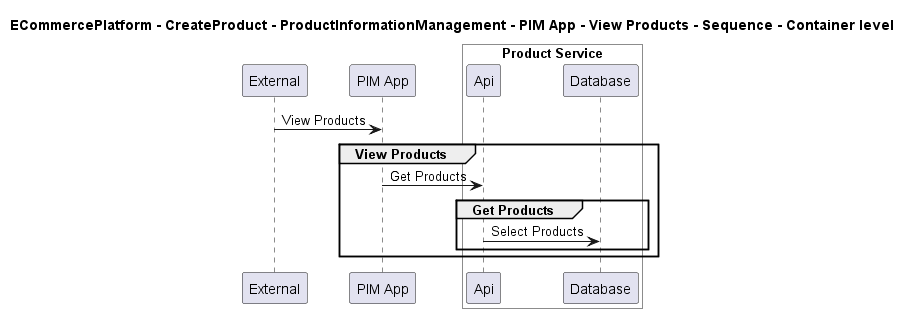 ECommercePlatform - CreateProduct - ProductInformationManagement - PIM App - View Products - Sequence - Container level
Product Service
External
PIM App
Api
Database
View Products
View Products
Get Products
Get Products
Select Products
External
PIM App
Api
Database